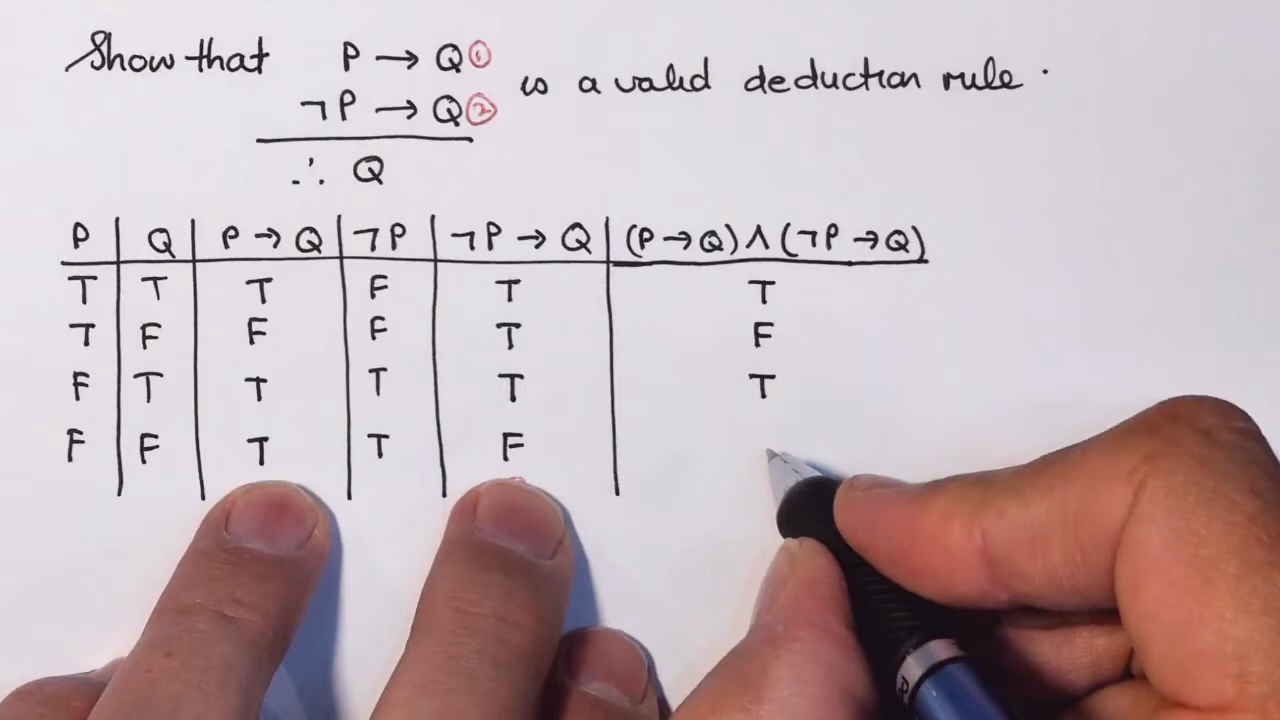 Show that P → Q ① is a valid deduction rule.
¬P → Q ②
∴ Q
P Q P → Q ¬P ¬P → Q (P → Q) ∧ (¬P → Q)
T T T F T T
T F F F T F
F T T T T T
F F T T F